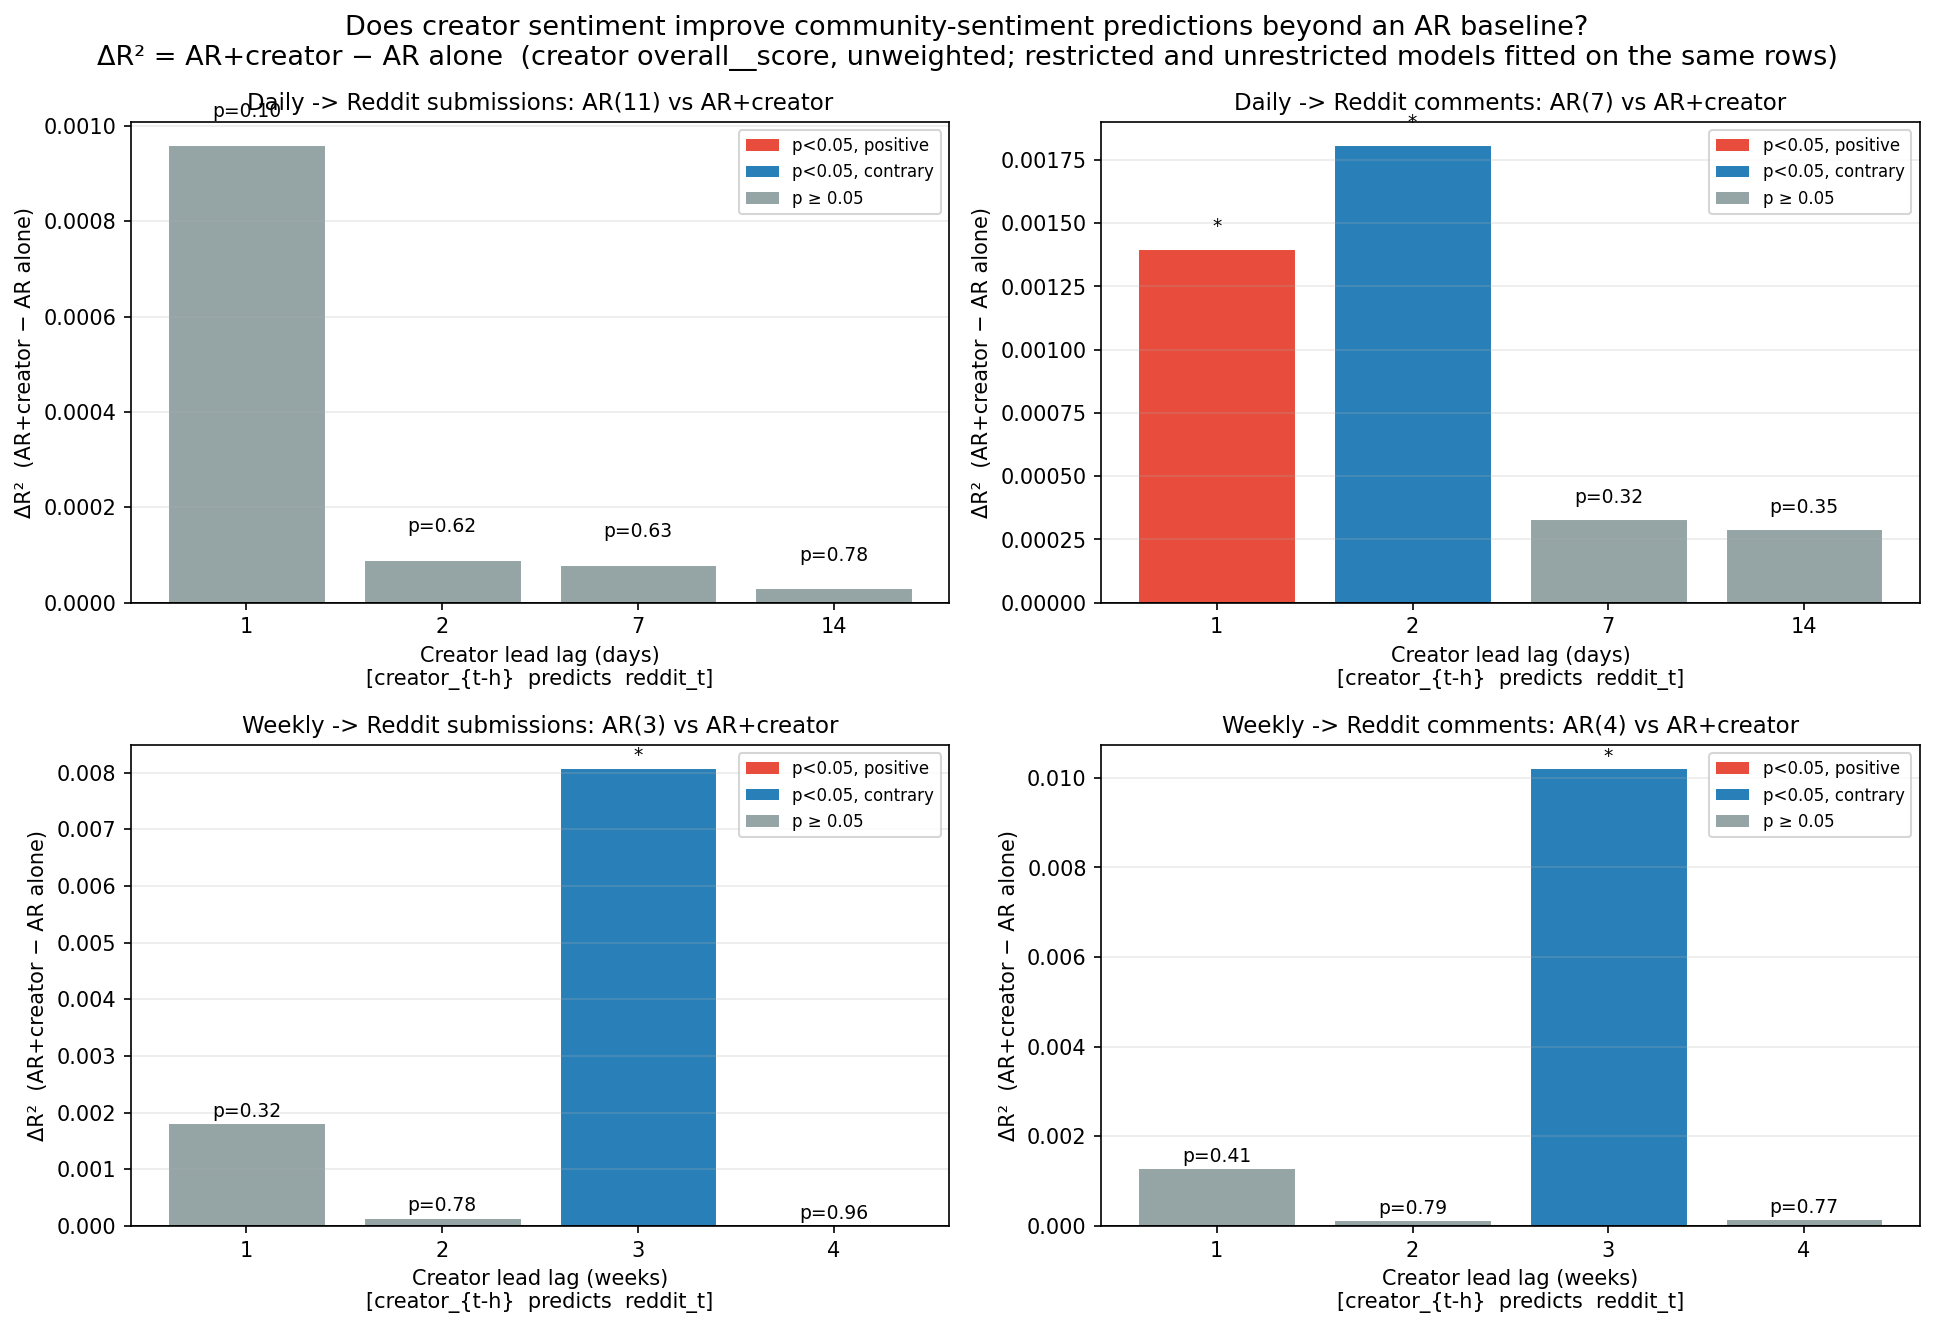 Does creator sentiment improve community-sentiment predictions beyond an AR baseline?
ΔR² = AR+creator − AR alone  (creator overall__score, unweighted; restricted and unrestricted models fitted on the same rows)
Daily -> Reddit submissions: AR(11) vs AR+creator
p=0.10
p<0.05, positive
p<0.05, contrary
p ≥ 0.05
p=0.62
p=0.63
p=0.78
ΔR²  (AR+creator − AR alone)
0.0010
0.0008
0.0006
0.0004
0.0002
0.0000
1
2
7
14
Creator lead lag (days)
[creator_{t-h}  predicts  reddit_t]
Daily -> Reddit comments: AR(7) vs AR+creator
*
*
p<0.05, positive
p<0.05, contrary
p ≥ 0.05
p=0.32
p=0.35
ΔR²  (AR+creator − AR alone)
0.00175
0.00150
0.00125
0.00100
0.00075
0.00050
0.00025
0.00000
1
2
7
14
Creator lead lag (days)
[creator_{t-h}  predicts  reddit_t]
Weekly -> Reddit submissions: AR(3) vs AR+creator
*
p<0.05, positive
p<0.05, contrary
p ≥ 0.05
p=0.32
p=0.78
p=0.96
ΔR²  (AR+creator − AR alone)
0.008
0.007
0.006
0.005
0.004
0.003
0.002
0.001
0.000
1
2
3
4
Creator lead lag (weeks)
[creator_{t-h}  predicts  reddit_t]
Weekly -> Reddit comments: AR(4) vs AR+creator
*
p<0.05, positive
p<0.05, contrary
p ≥ 0.05
p=0.41
p=0.79
p=0.77
ΔR²  (AR+creator − AR alone)
0.010
0.008
0.006
0.004
0.002
0.000
1
2
3
4
Creator lead lag (weeks)
[creator_{t-h}  predicts  reddit_t]